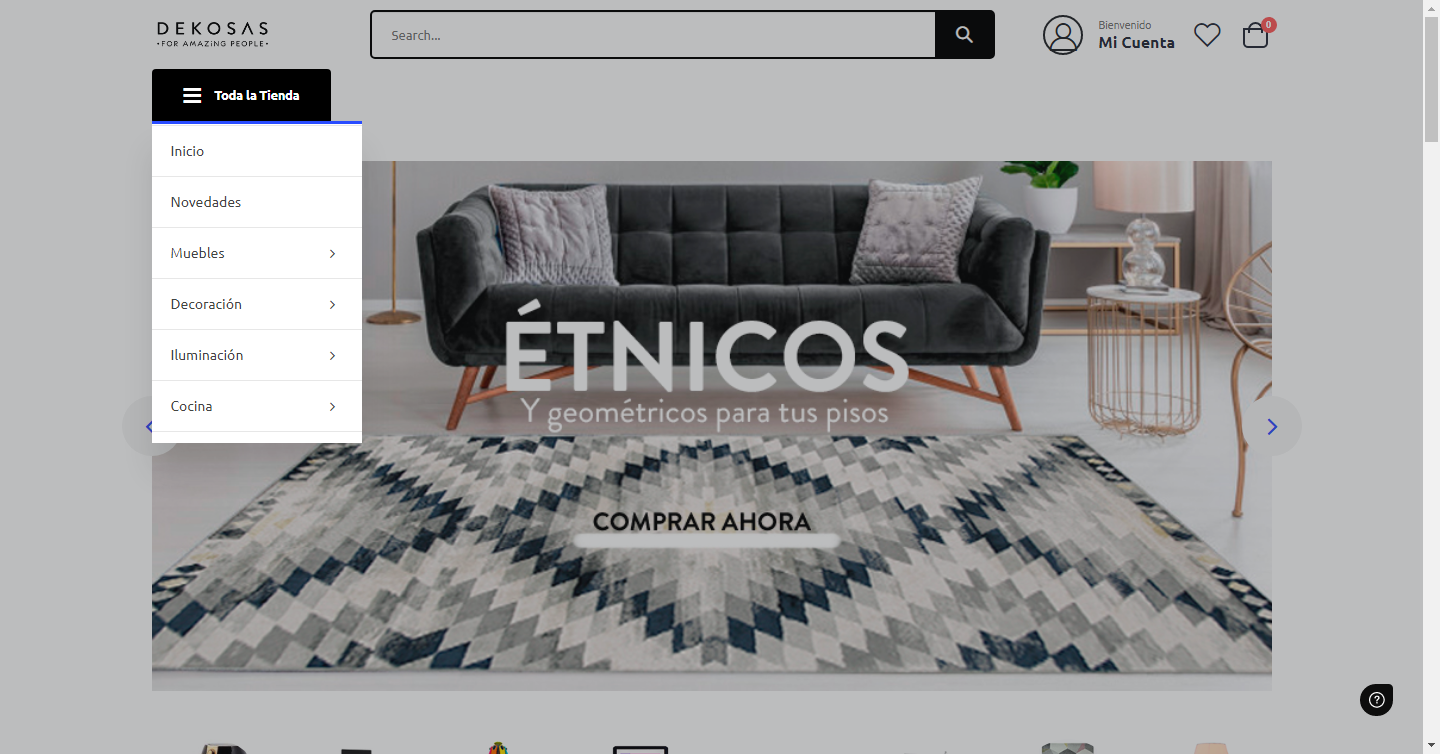 DEKOSAS
•FOR AMAZiNG PEOPLE•
Search...
Bienvenido
Mi Cuenta
0
Toda la Tienda
Inicio
Novedades
Muebles
Decoración
Iluminación
Cocina
ÉTNICOS
Y geométricos para tus pisos
COMPRAR AHORA